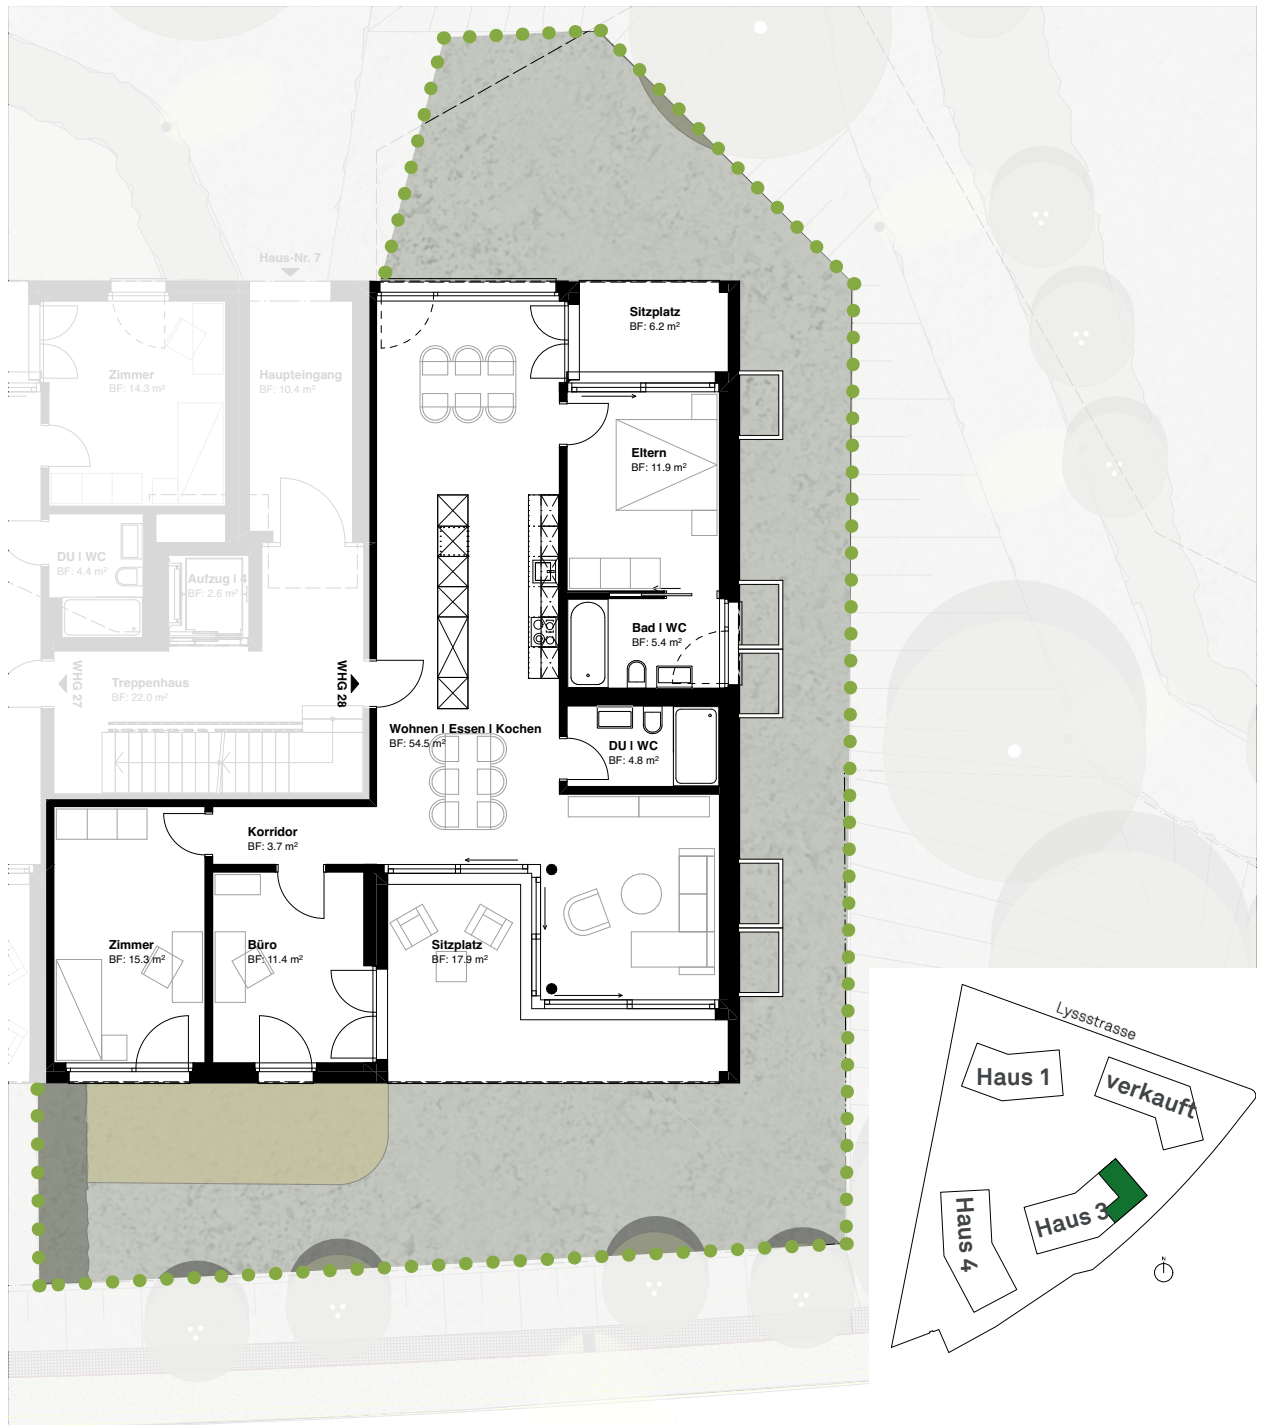 Haus-Nr. 7
Sitzplatz
BF: 6.2 m²
Zimmer
BF: 14.3 m²
Haupteingang
BF: 10.4 m²
Eltern
BF: 11.9 m²
DU I WC
BF: 4.4 m²
Aufzug I 4
BF: 2.6 m²
Bad I WC
BF: 5.4 m²
WHG 27
Treppenhaus
BF: 22.0 m²
WHG 28
Wohnen I Essen I Kochen
BF: 54.5 m²
DU I WC
BF: 4.8 m²
Korridor
BF: 3.7 m²
Zimmer
BF: 15.3 m²
Büro
BF: 11.4 m²
Sitzplatz
BF: 17.9 m²
Lyssstrasse
Haus 1
verkauft
Haus 3
Haus 4
N